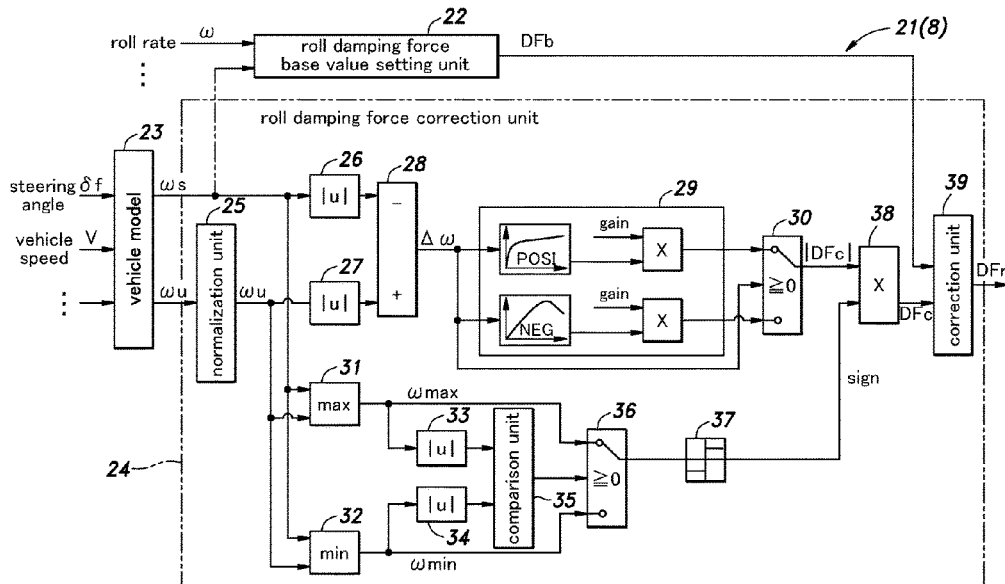 22
roll rate ω
roll damping force
base value setting unit
DFb
21(8)
roll damping force correction unit
23
26
28
steering
angle
δf
ωs
|u|
−
vehicle model
25
29
39
vehicle
speed
V
normalization unit
27
Δω
POSI
gain
X
30
|DFc|
38
≧0
X
correction unit
DFr
ωu
ωu
|u|
+
NEG
gain
X
DFc
31
max
ωmax
33
|u|
comparison unit
36
37
sign
≧0
24
32
min
|u|
34
35
ωmin